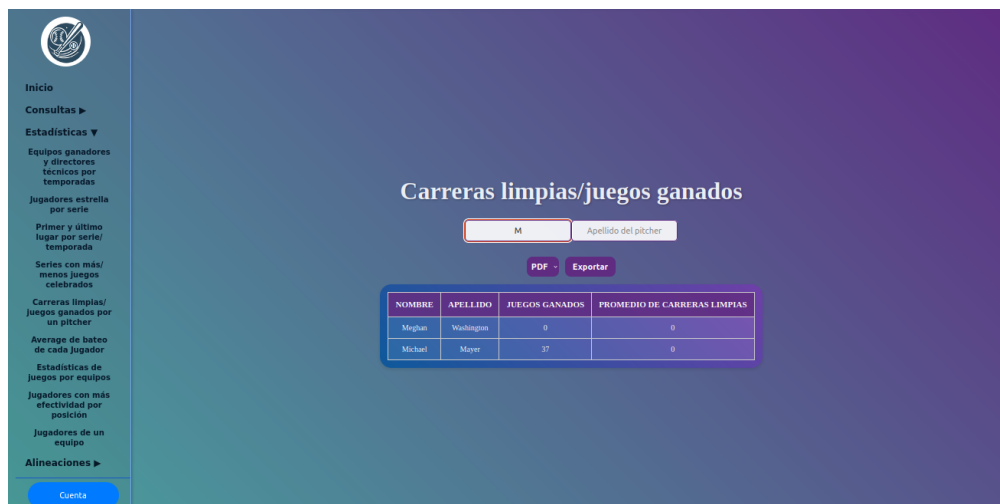 Inicio
Consultas ▶
Estadísticas ▼
Equipos ganadores
y directores
técnicos por
temporadas
Jugadores estrella
por serie
Primer y último
lugar por serie/
temporada
Series con más/
menos juegos
celebrados
Carreras limpias/
juegos ganados por
un pitcher
Average de bateo
de cada Jugador
Estadísticas de
juegos por equipos
Jugadores con más
efectividad por
posición
Jugadores de un
equipo
Alineaciones ▶
Cuenta
Carreras limpias/juegos ganados
M Apellido del pitcher
PDF Exportar
NOMBRE APELLIDO JUEGOS GANADOS PROMEDIO DE CARRERAS LIMPIAS
Meghan Washington 0 0
Michael Mayer 37 0